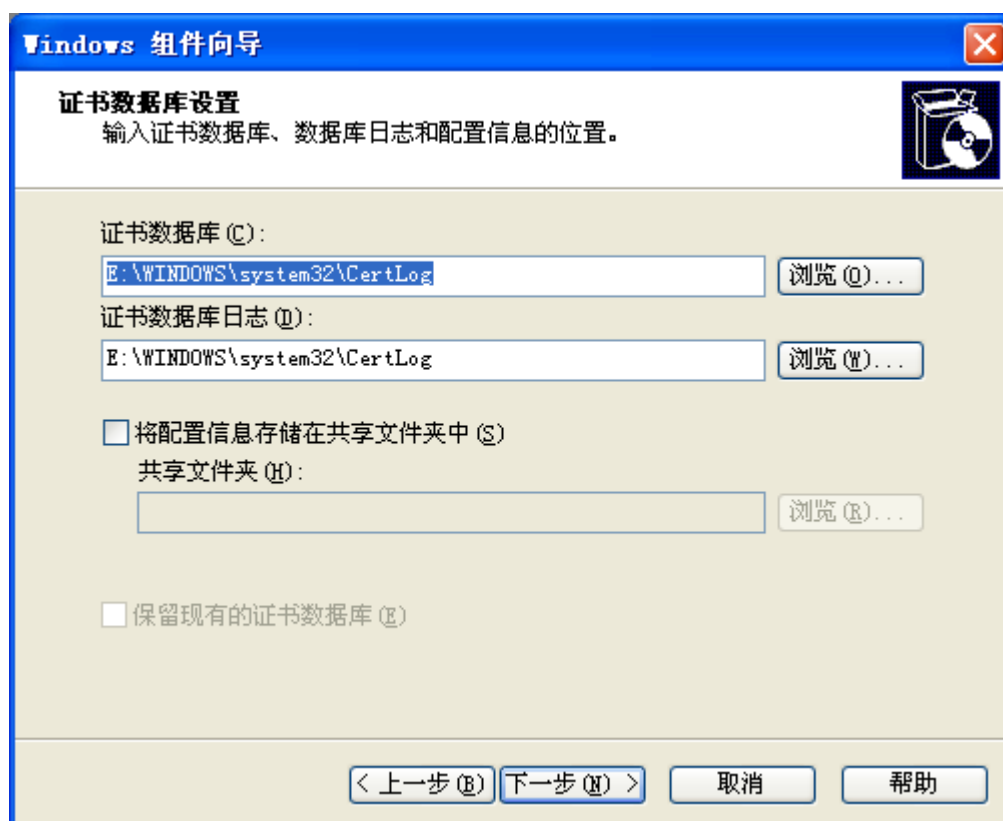 Windows 组件向导
证书数据库设置
输入证书数据库、数据库日志和配置信息的位置。
证书数据库(C):
E:\WINDOWS\system32\CertLog
浏览(O)...
证书数据库日志(D):
E:\WINDOWS\system32\CertLog
浏览(W)...
将配置信息存储在共享文件夹中(S)
共享文件夹(H):
浏览(R)...
保留现有的证书数据库(E)
< 上一步(B) 下一步(N) > 取消 帮助